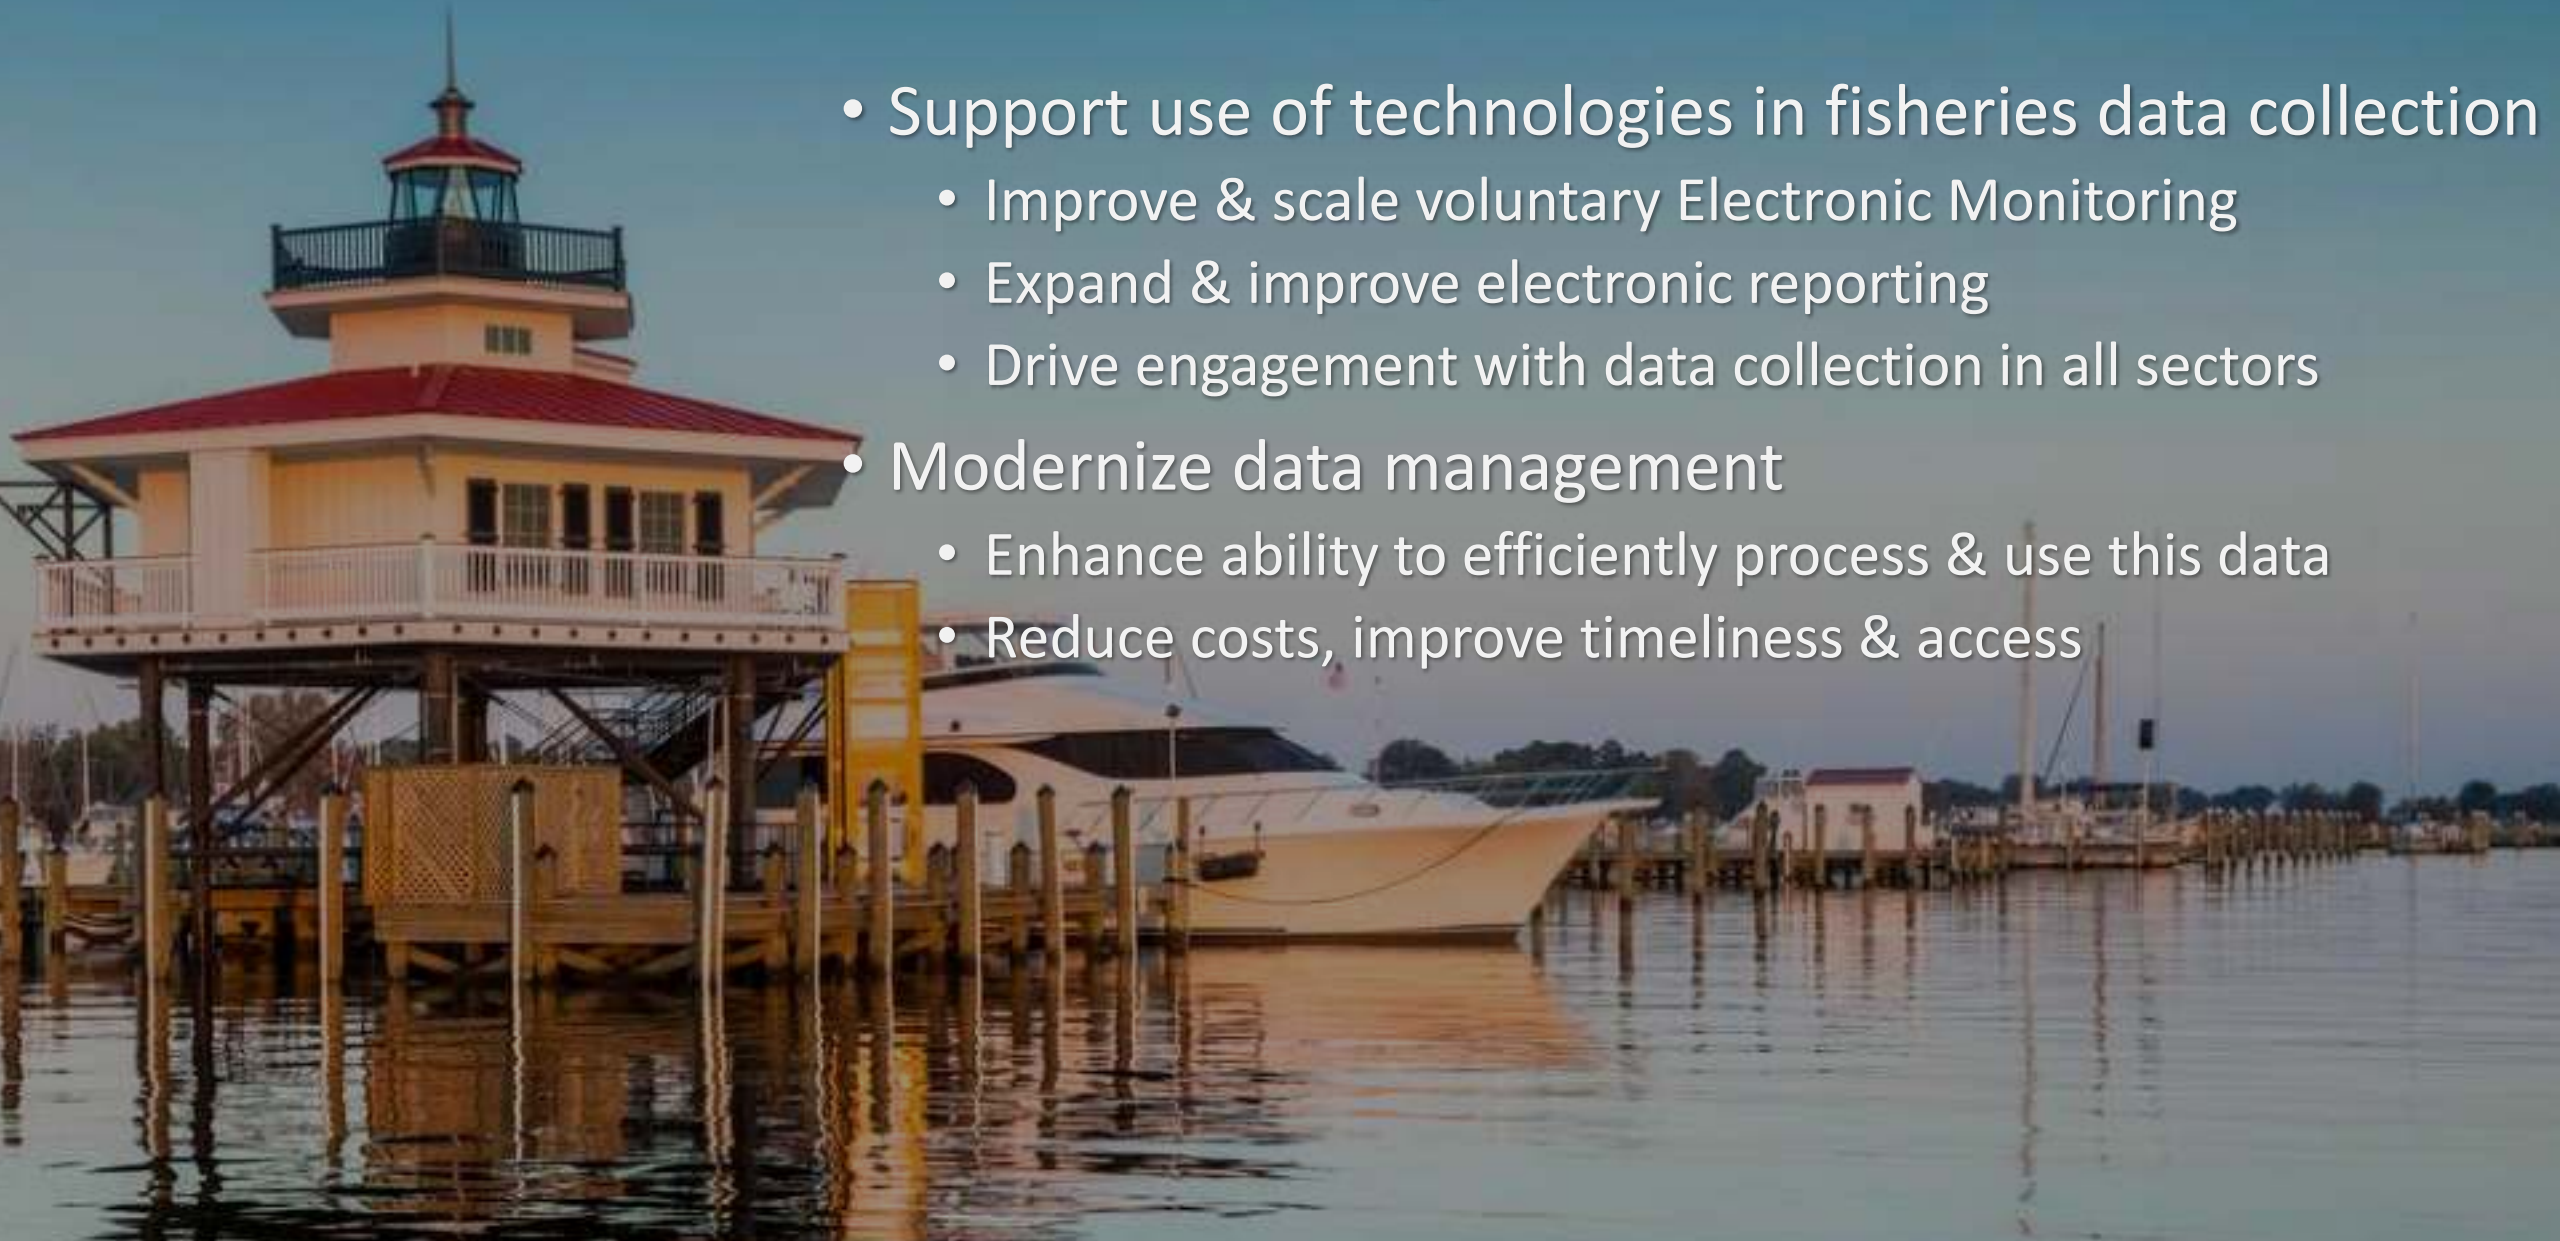 • Support use of technologies in fisheries data collection
• Improve & scale voluntary Electronic Monitoring
• Expand & improve electronic reporting
• Drive engagement with data collection in all sectors
• Modernize data management
• Enhance ability to efficiently process & use this data
• Reduce costs, improve timeliness & access